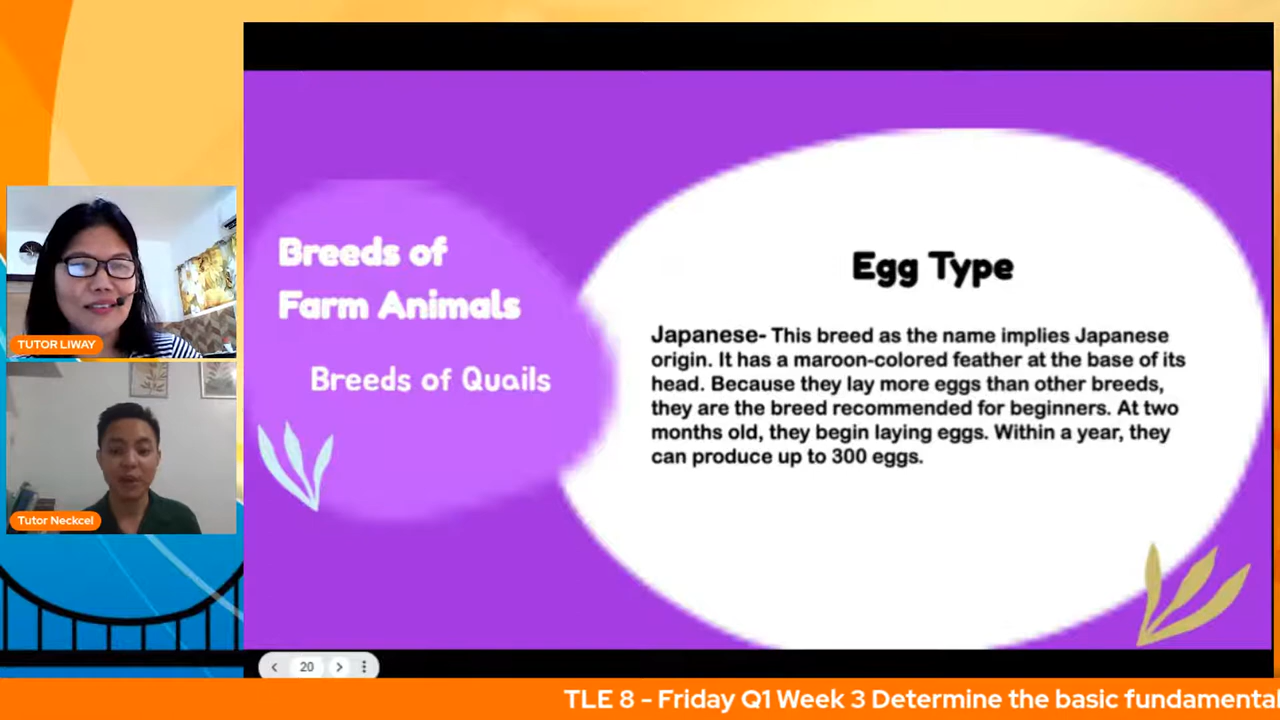 TUTOR LIWAY
Tutor Neckcel
Breeds of
Farm Animals
Breeds of Quails
Egg Type
Japanese- This breed as the name implies Japanese
origin. It has a maroon-colored feather at the base of its
head. Because they lay more eggs than other breeds,
they are the breed recommended for beginners. At two
months old, they begin laying eggs. Within a year, they
can produce up to 300 eggs.
20
TLE 8 - Friday Q1 Week 3 Determine the basic fundamental